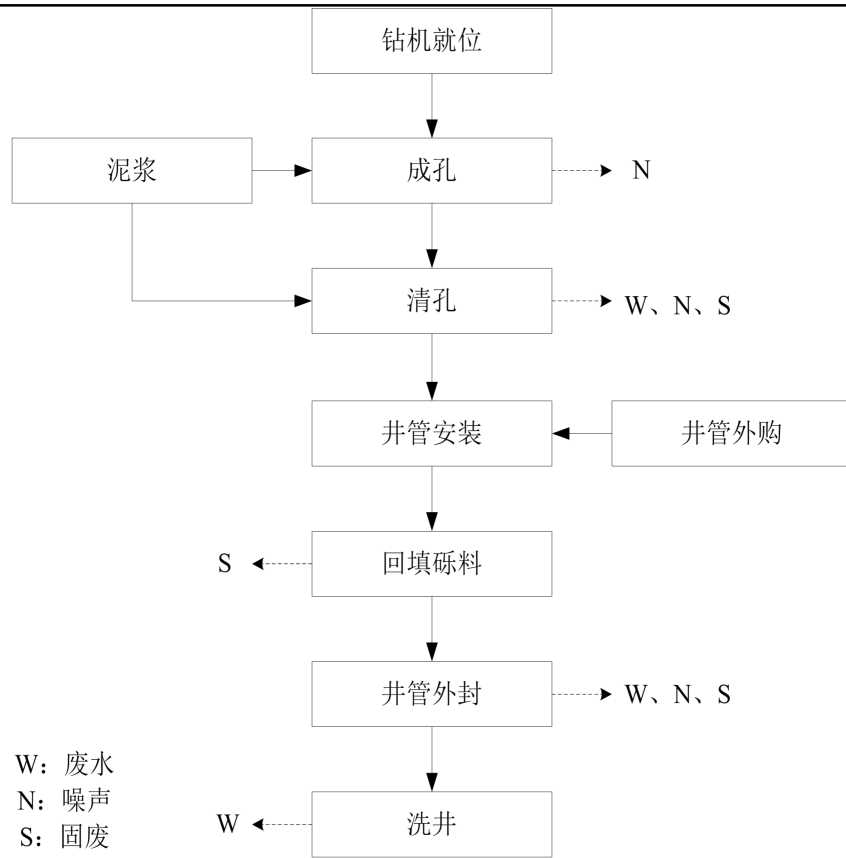 钻机就位
泥浆
成孔
N
清孔
W、N、S
井管安装
井管外购
S
回填砾料
井管外封
W、N、S
W：废水
N：噪声
S：固废
W
洗井